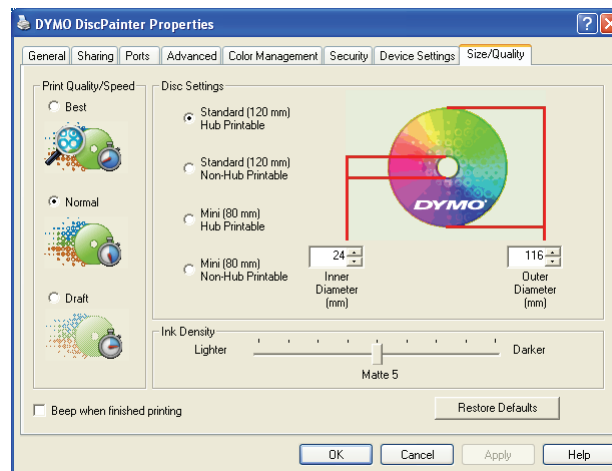 DYMO DiscPainter Properties
General Sharing Ports Advanced Color Management Security Device Settings Size/Quality
Print Quality/Speed
Best
Normal
Draft
Disc Settings
Standard (120 mm)
Hub Printable
Standard (120 mm)
Non-Hub Printable
Mini (80 mm)
Hub Printable
Mini (80 mm)
Non-Hub Printable
DYMO
24
Inner
Diameter
(mm)
116
Outer
Diameter
(mm)
Ink Density
Lighter
Darker
Matte 5
Beep when finished printing
Restore Defaults
OK Cancel Apply Help